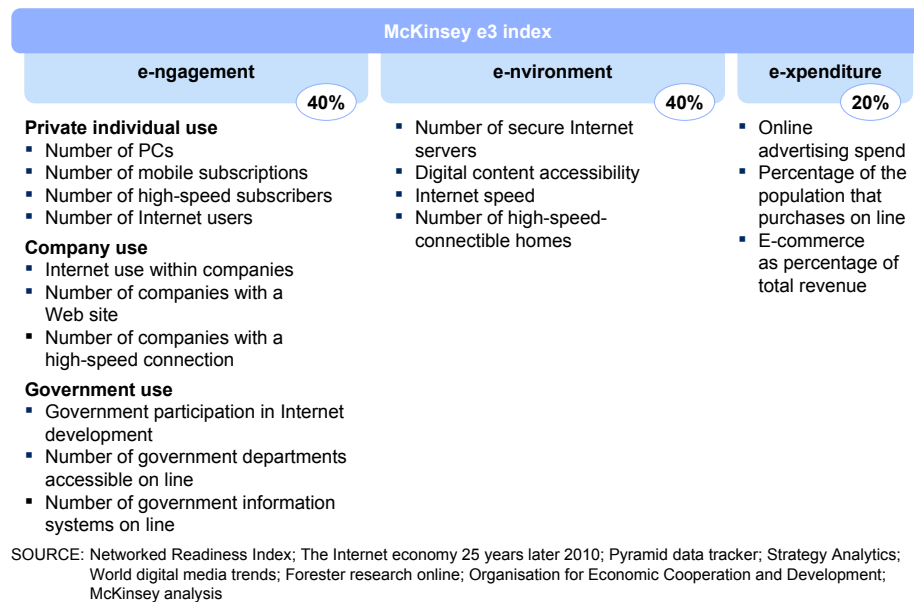 McKinsey e3 index
e-ngagement
40%
Private individual use
▪ Number of PCs
▪ Number of mobile subscriptions
▪ Number of high-speed subscribers
▪ Number of Internet users
Company use
▪ Internet use within companies
▪ Number of companies with a
Web site
▪ Number of companies with a
high-speed connection
Government use
▪ Government participation in Internet
development
▪ Number of government departments
accessible on line
▪ Number of government information
systems on line
e-nvironment
40%
▪ Number of secure Internet
servers
▪ Digital content accessibility
▪ Internet speed
▪ Number of high-speed-
connectible homes
e-xpenditure
20%
▪ Online
advertising spend
▪ Percentage of the
population that
purchases on line
▪ E-commerce
as percentage of
total revenue
SOURCE: Networked Readiness Index; The Internet economy 25 years later 2010; Pyramid data tracker; Strategy Analytics;
World digital media trends; Forester research online; Organisation for Economic Cooperation and Development;
McKinsey analysis